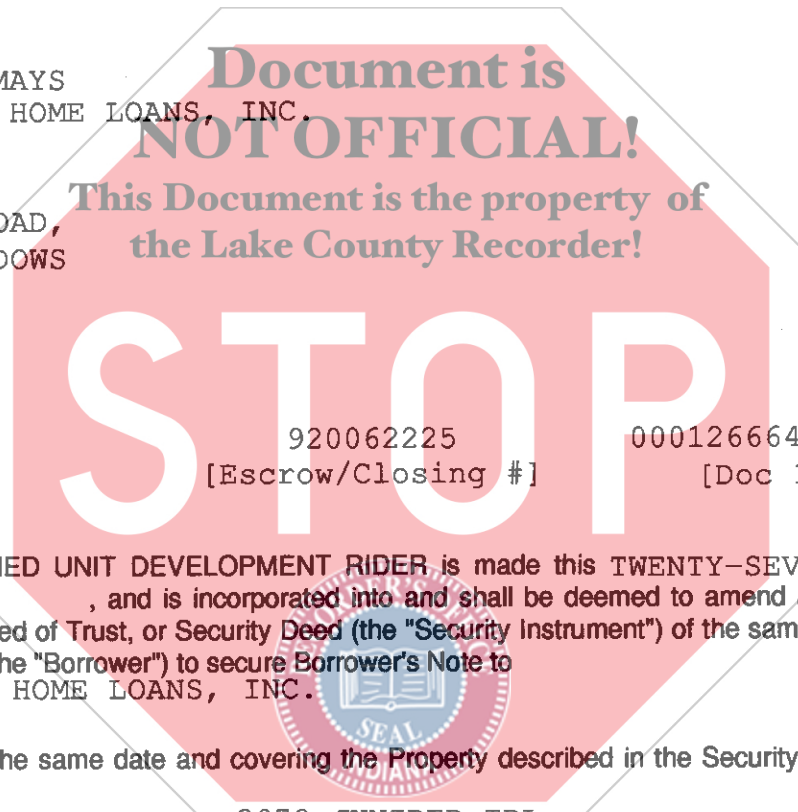 Document is
MAYS
HOME LOANS, INC.
NOT OFFICIAL!
This Document is the property of
OAD,
the Lake County Recorder!
DOWS
STOP
920062225 000126664
[Escrow/Closing #] [Doc
NED UNIT DEVELOPMENT RIDER is made this TWENTY-SEV
, and is incorporated into and shall be deemed to amend
ed of Trust, or Security Deed (the "Security Instrument") of the sam
he "Borrower") to secure Borrower's Note to
HOME LOANS, INC.
SEAL
INDIANA
he same date and covering the Property described in the Security